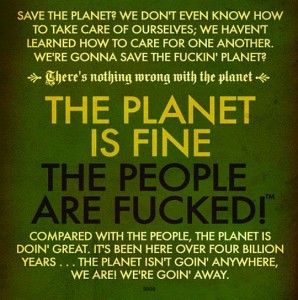 SAVE THE PLANET? WE DON'T EVEN KNOW HOW
TO TAKE CARE OF OURSELVES; WE HAVEN'T
LEARNED HOW TO CARE FOR ONE ANOTHER.
WE'RE GONNA SAVE THE FUCKIN' PLANET?
There's nothing wrong with the planet
THE PLANET
IS FINE
THE PEOPLE
ARE FUCKED!™
COMPARED WITH THE PEOPLE, THE PLANET IS
DOIN' GREAT. IT'S BEEN HERE OVER FOUR BILLION
YEARS . . . THE PLANET ISN'T GOIN' ANYWHERE,
WE ARE! WE'RE GOIN' AWAY.